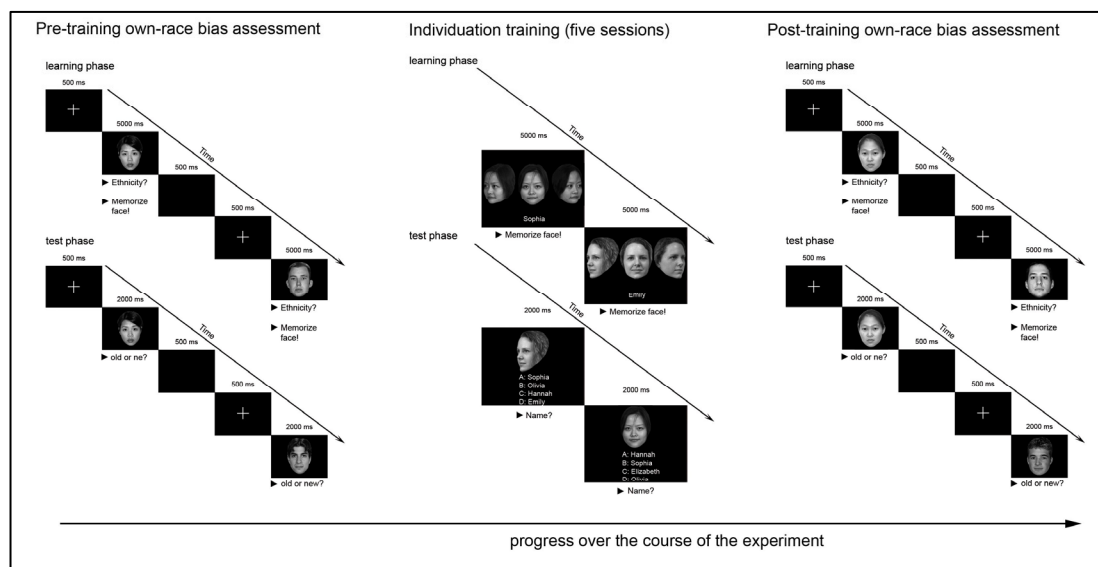 Pre-training own-race bias assessment
learning phase
500 ms
5000 ms
Time
500 ms
► Ethnicity?
► Memorize
face!
500 ms
5000 ms
► Ethnicity?
► Memorize
face!
test phase
500 ms
2000 ms
Time
500 ms
► old or ne?
500 ms
2000 ms
► old or new?
Individuation training (five sessions)
learning phase
5000 ms
Time
Sophia
► Memorize face!
5000 ms
Emily
► Memorize face!
test phase
2000 ms
Time
A: Sophia
B: Olivia
C: Hannah
D: Emily
► Name?
2000 ms
A: Hannah
B: Sophia
C: Elizabeth
D: Olivia
► Name?
Post-training own-race bias assessment
learning phase
500 ms
5000 ms
Time
500 ms
► Ethnicity?
► Memorize
face!
500 ms
5000 ms
► Ethnicity?
► Memorize
face!
test phase
500 ms
2000 ms
Time
500 ms
► old or ne?
500 ms
2000 ms
► old or new?
progress over the course of the experiment